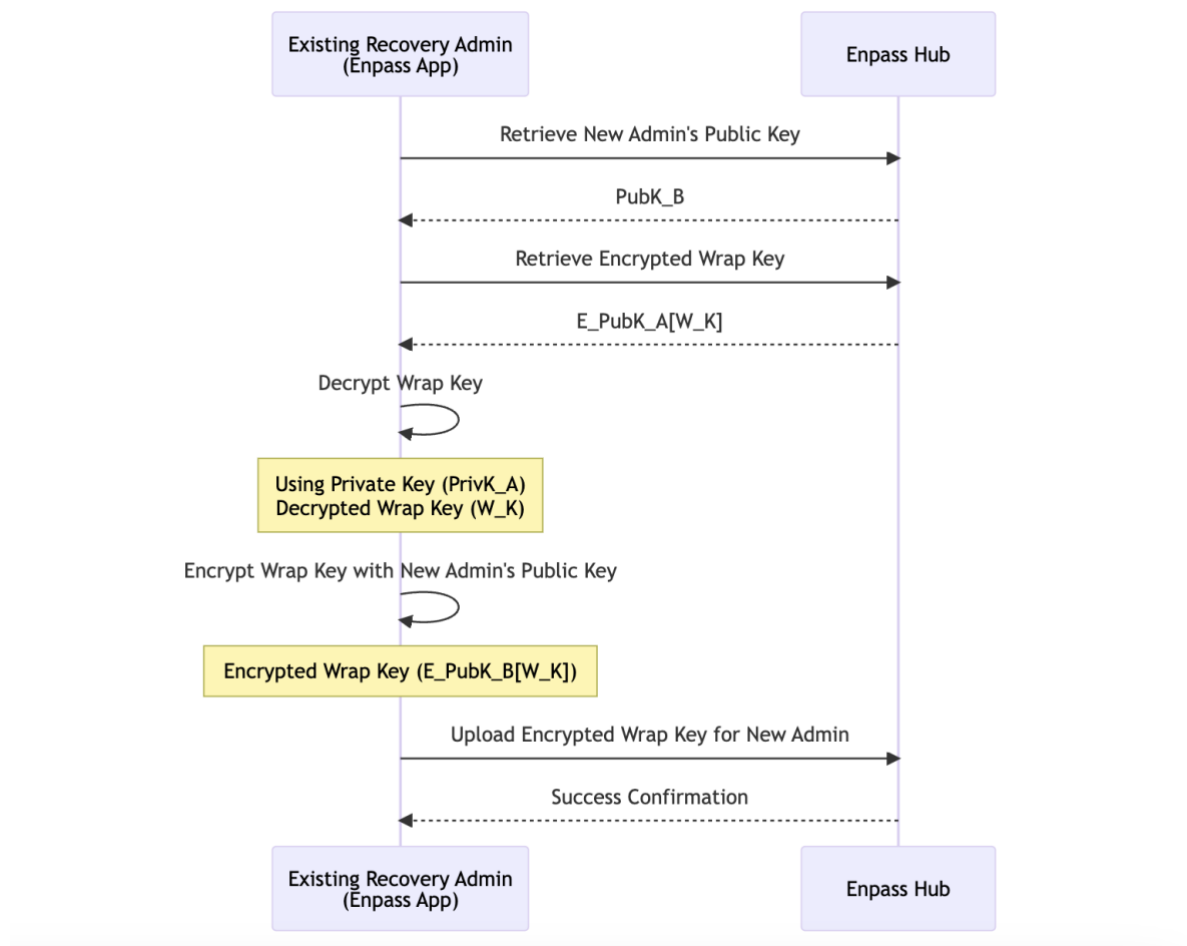 Existing Recovery Admin
(Enpass App)
Enpass Hub
Retrieve New Admin's Public Key
PubK_B
Retrieve Encrypted Wrap Key
E_PubK_A[W_K]
Decrypt Wrap Key
Using Private Key (PrivK_A)
Decrypted Wrap Key (W_K)
Encrypt Wrap Key with New Admin's Public Key
Encrypted Wrap Key (E_PubK_B[W_K])
Upload Encrypted Wrap Key for New Admin
Success Confirmation
Existing Recovery Admin
(Enpass App)
Enpass Hub